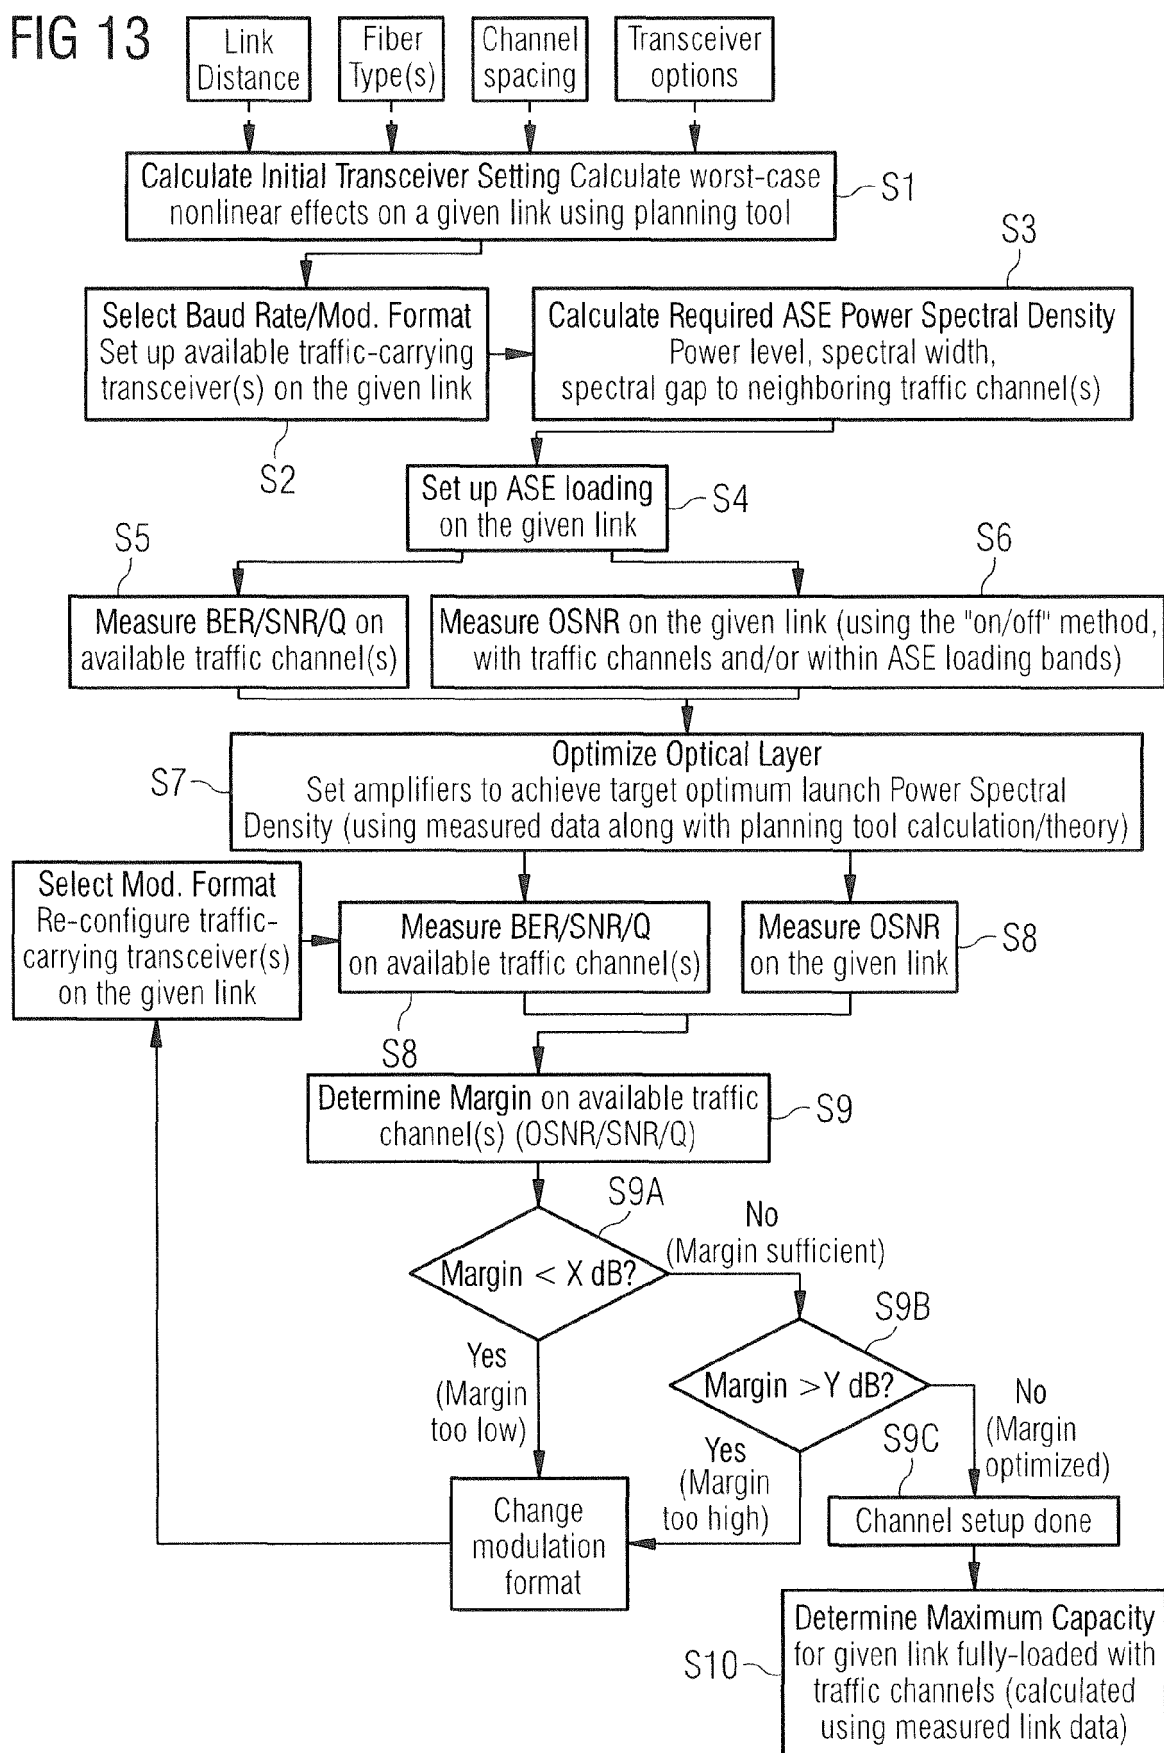 FIG 13
Link
Distance
Fiber
Type(s)
Channel
spacing
Transceiver
options
Calculate Initial Transceiver Setting Calculate worst-case
nonlinear effects on a given link using planning tool
S1
S3
Select Baud Rate/Mod. Format
Set up available traffic-carrying
transceiver(s) on the given link
Calculate Required ASE Power Spectral Density
Power level, spectral width,
spectral gap to neighboring traffic channel(s)
S2
Set up ASE loading
on the given link
S4
S5
S6
Measure BER/SNR/Q on
available traffic channel(s)
Measure OSNR on the given link (using the "on/off" method,
with traffic channels and/or within ASE loading bands)
S7
Optimize Optical Layer
Set amplifiers to achieve target optimum launch Power Spectral
Density (using measured data along with planning tool calculation/theory)
Select Mod. Format
Re-configure traffic-
carrying transceiver(s)
on the given link
Measure BER/SNR/Q
on available traffic channel(s)
Measure OSNR
on the given link
S8
S8
Determine Margin on available traffic
channel(s) (OSNR/SNR/Q)
S9
S9A
Margin < X dB?
No
(Margin sufficient)
S9B
Margin >Y dB?
Yes
(Margin
too low)
Yes
(Margin
too high)
No
(Margin
optimized)
S9C
Change
modulation
format
Channel setup done
S10
Determine Maximum Capacity
for given link fully-loaded with
traffic channels (calculated
using measured link data)